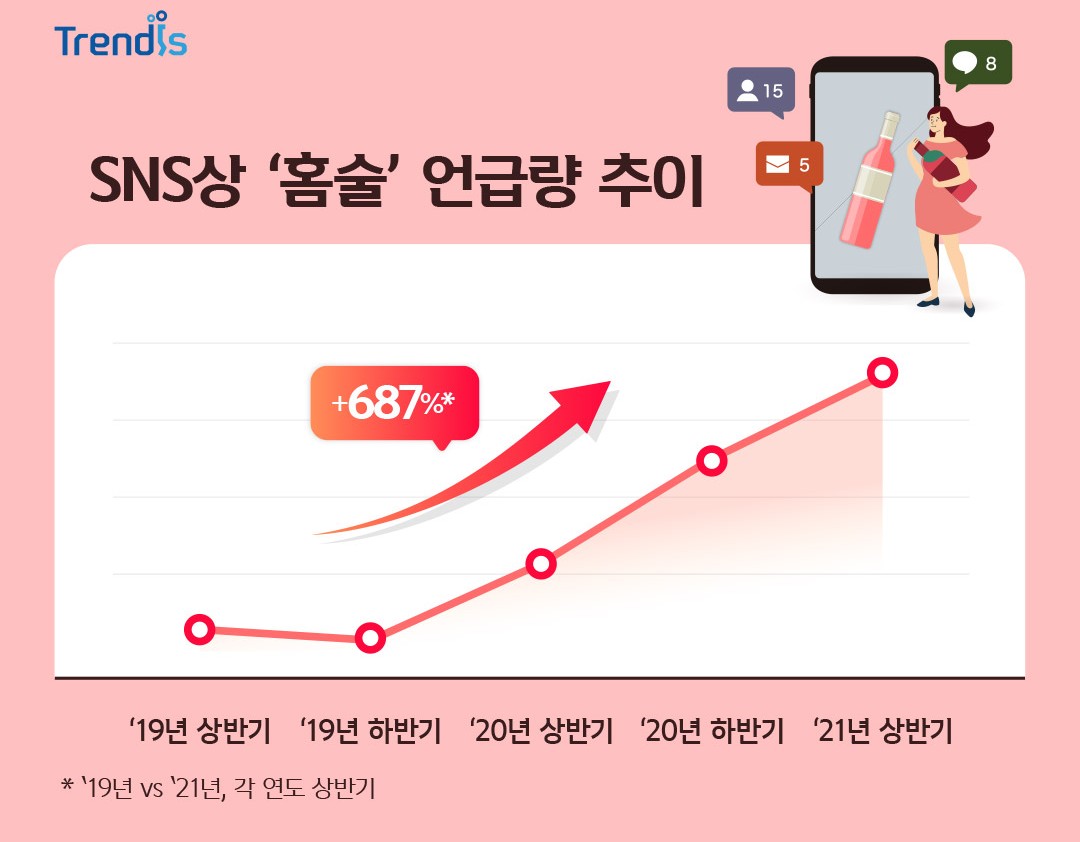 Trendis
15
8
5
SNS상 ‘홈술’ 언급량 추이
+687%*
‘19년 상반기 ‘19년 하반기 ‘20년 상반기 ‘20년 하반기 ‘21년 상반기
* ‘19년 vs ‘21년, 각 연도 상반기